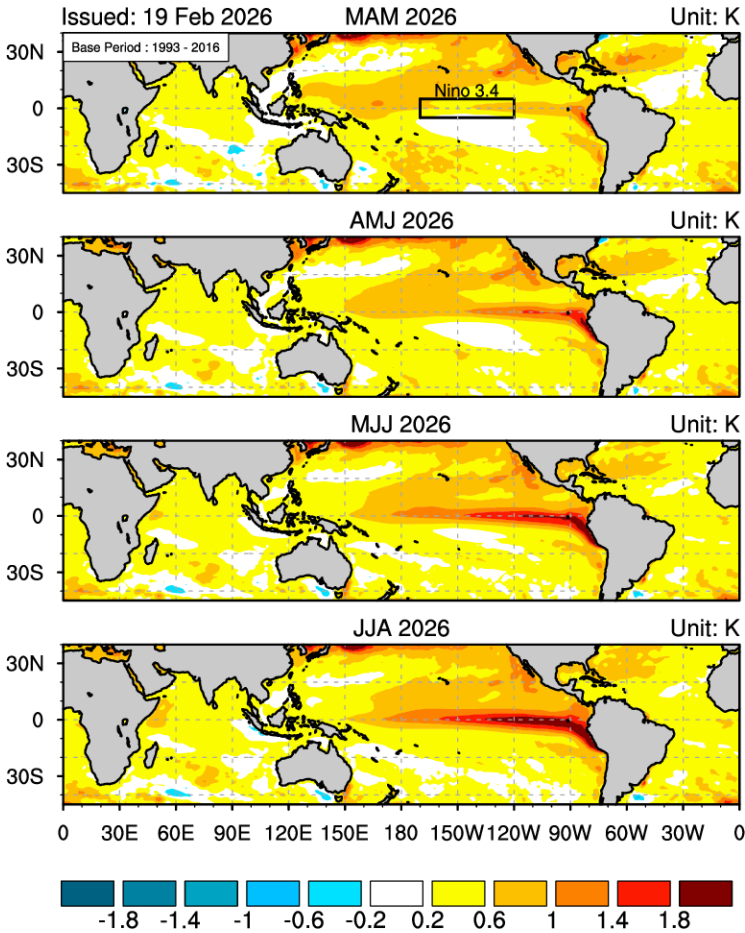 Issued: 19 Feb 2026 MAM 2026 Unit: K
Base Period : 1993 - 2016
30N
Nino 3.4
0
30S
AMJ 2026 Unit: K
30N
0
30S
MJJ 2026 Unit: K
30N
0
30S
JJA 2026 Unit: K
30N
0
30S
0 30E 60E 90E 120E 150E 180 150W 120W 90W 60W 30W 0
-1.8 -1.4 -1 -0.6 -0.2 0.2 0.6 1 1.4 1.8